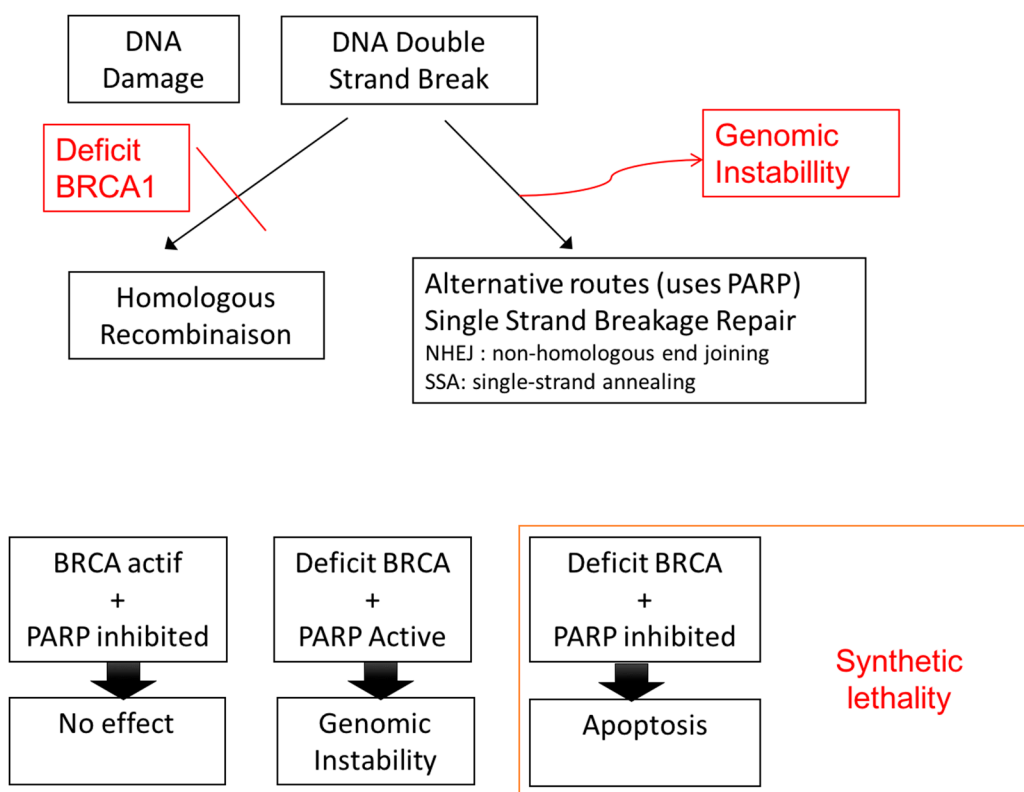 DNA
Damage
DNA Double
Strand Break
Deficit
BRCA1
Genomic
Instabillity
Homologous
Recombinaison
Alternative routes (uses PARP)
Single Strand Breakage Repair
NHEJ : non-homologous end joining
SSA: single-strand annealing
BRCA actif
+
PARP inhibited
No effect
Deficit BRCA
+
PARP Active
Genomic
Instability
Deficit BRCA
+
PARP inhibited
Apoptosis
Synthetic
lethality